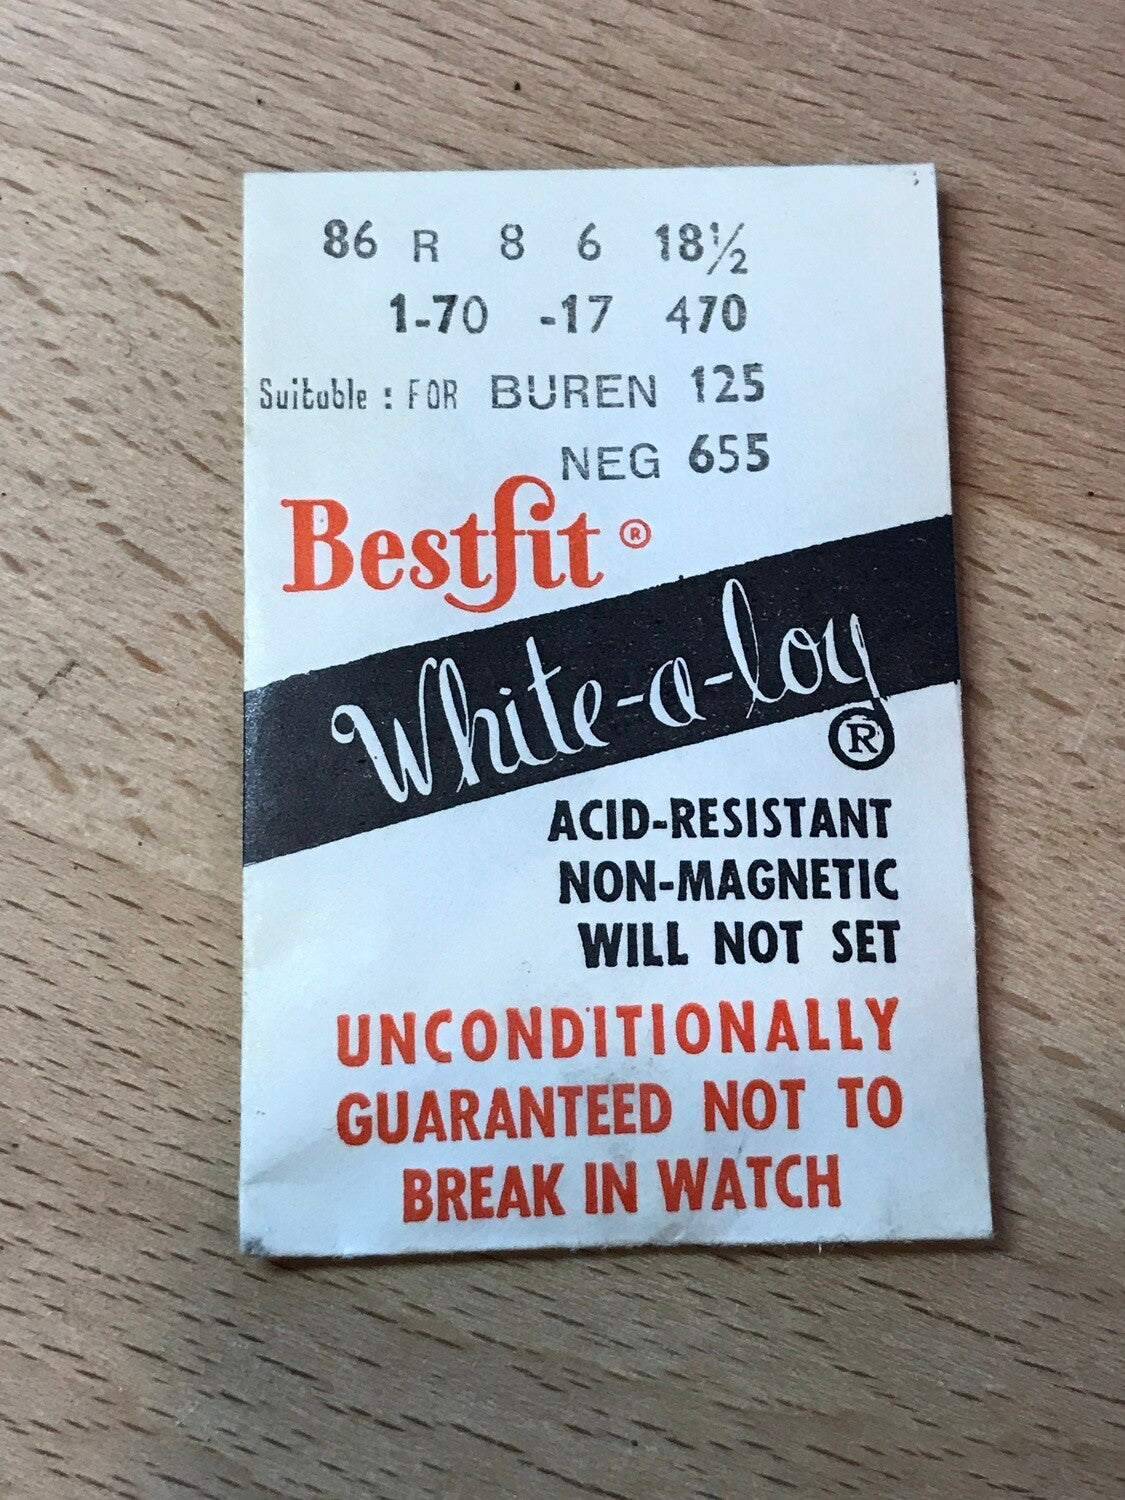 86 R 8 6 18½
1-70 -17 470
Suitable : FOR BUREN 125
NEG 655
Bestfit ®
White-a-loy ®
ACID-RESISTANT
NON-MAGNETIC
WILL NOT SET
UNCONDITIONALLY
GUARANTEED NOT TO
BREAK IN WATCH